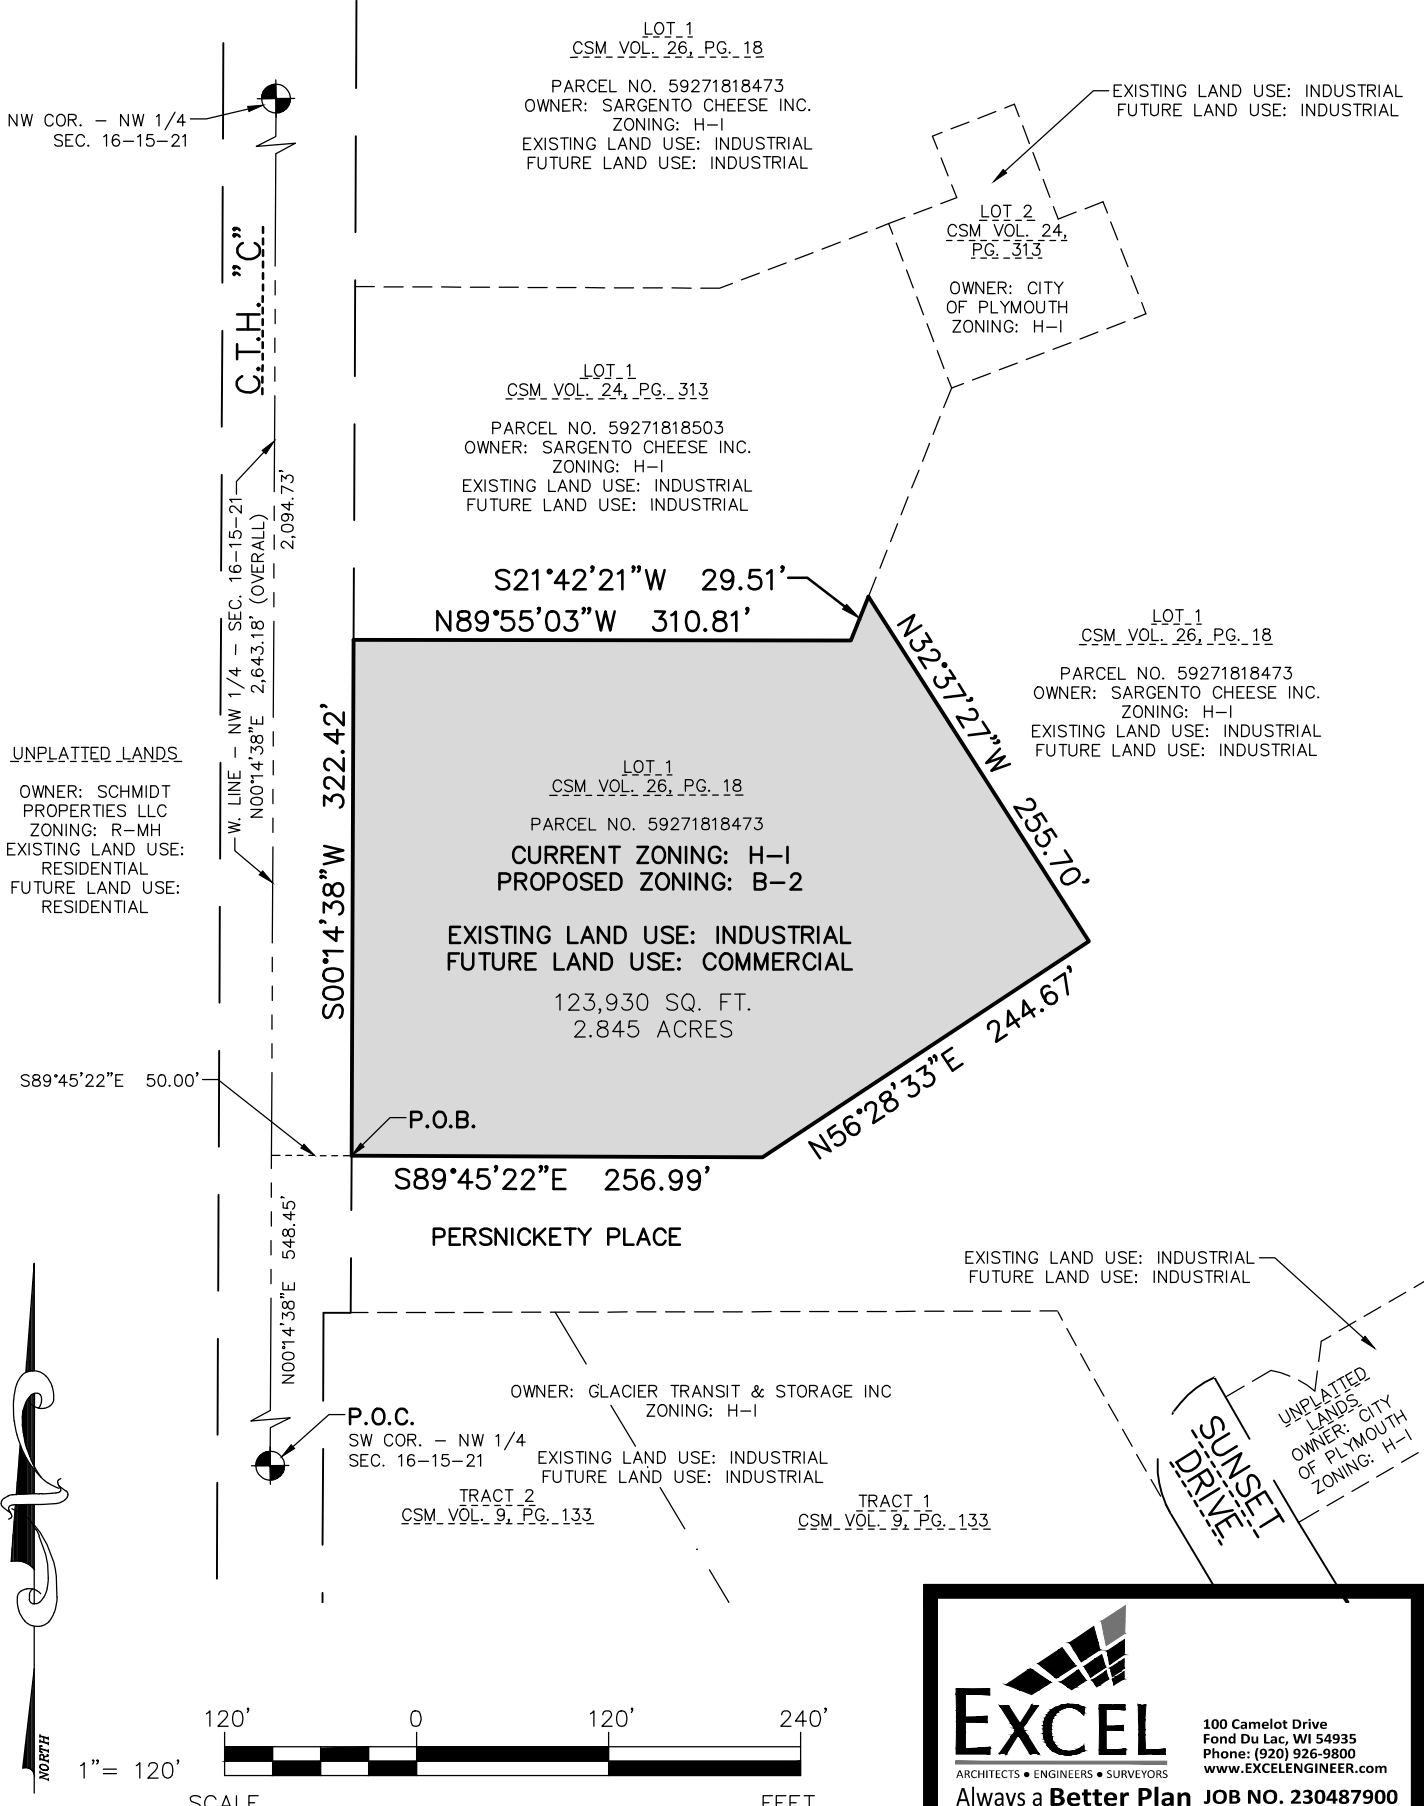 LOT 1
CSM VOL. 26, PG. 18
PARCEL NO. 59271818473
OWNER: SARGENTO CHEESE INC.
ZONING: H-I
EXISTING LAND USE: INDUSTRIAL
FUTURE LAND USE: INDUSTRIAL
EXISTING LAND USE: INDUSTRIAL
FUTURE LAND USE: INDUSTRIAL
NW COR. - NW 1/4
SEC. 16-15-21
LOT 2
CSM VOL. 24,
PG. 313
OWNER: CITY
OF PLYMOUTH
ZONING: H-I
C.T.H. "C"
LOT 1
CSM VOL. 24, PG. 313
PARCEL NO. 59271818503
OWNER: SARGENTO CHEESE INC.
ZONING: H-I
EXISTING LAND USE: INDUSTRIAL
FUTURE LAND USE: INDUSTRIAL
W. LINE - NW 1/4 - SEC. 16-15-21
N00°14'38"E 2,643.18' (OVERALL)
2,094.73'
S21°42'21"W 29.51'
N89°55'03"W 310.81'
N32°37'27"W 255.70'
LOT 1
CSM VOL. 26, PG. 18
PARCEL NO. 59271818473
OWNER: SARGENTO CHEESE INC.
ZONING: H-I
EXISTING LAND USE: INDUSTRIAL
FUTURE LAND USE: INDUSTRIAL
UNPLATTED LANDS
OWNER: SCHMIDT
PROPERTIES LLC
ZONING: R-MH
EXISTING LAND USE:
RESIDENTIAL
FUTURE LAND USE:
RESIDENTIAL
S00°14'38"W 322.42'
LOT 1
CSM VOL. 26, PG. 18
PARCEL NO. 59271818473
CURRENT ZONING: H-I
PROPOSED ZONING: B-2
EXISTING LAND USE: INDUSTRIAL
FUTURE LAND USE: COMMERCIAL
123,930 SQ. FT.
2.845 ACRES
N56°28'33"E 244.67'
S89°45'22"E 50.00'
P.O.B.
S89°45'22"E 256.99'
PERSNICKETY PLACE
N00°14'38"E 548.45'
EXISTING LAND USE: INDUSTRIAL
FUTURE LAND USE: INDUSTRIAL
OWNER: GLACIER TRANSIT & STORAGE INC
ZONING: H-I
EXISTING LAND USE: INDUSTRIAL
FUTURE LAND USE: INDUSTRIAL
P.O.C.
SW COR. - NW 1/4
SEC. 16-15-21
TRACT 2
CSM VOL. 9, PG. 133
TRACT 1
CSM VOL. 9, PG. 133
SUNSET
DRIVE
UNPLATTED
LANDS
OWNER: CITY
OF PLYMOUTH
ZONING: H-I
NORTH
1"= 120'
120' 0 120' 240'
SCALE FEET
EXCEL
ARCHITECTS • ENGINEERS • SURVEYORS
Always a Better Plan
100 Camelot Drive
Fond Du Lac, WI 54935
Phone: (920) 926-9800
www.EXCELENGINEER.com
JOB NO. 230487900